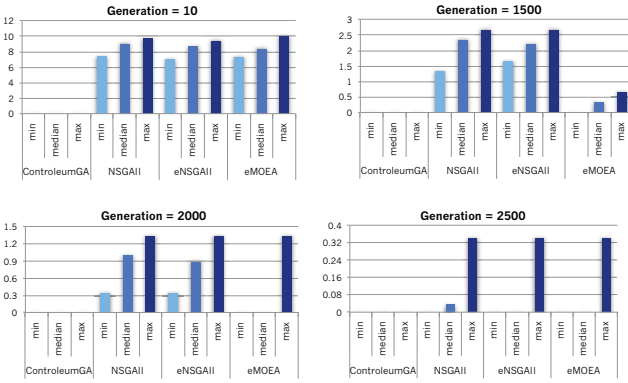 Generation = 10
12
10
8
6
4
2
0
min
median
max
min
median
max
min
median
max
min
median
max
ControleumGA
NSGAII
eNSGAII
eMOEA
Generation = 1500
3
2.5
2
1.5
1
0.5
0
min
median
max
min
median
max
min
median
max
min
median
max
ControleumGA
NSGAII
eNSGAII
eMOEA
Generation = 2000
1.5
1.2
0.9
0.6
0.3
0
min
median
max
min
median
max
min
median
max
min
median
max
ControleumGA
NSGAII
eNSGAII
eMOEA
Generation = 2500
0.4
0.32
0.24
0.16
0.08
0
min
median
max
min
median
max
min
median
max
min
median
max
ControleumGA
NSGAII
eNSGAII
eMOEA